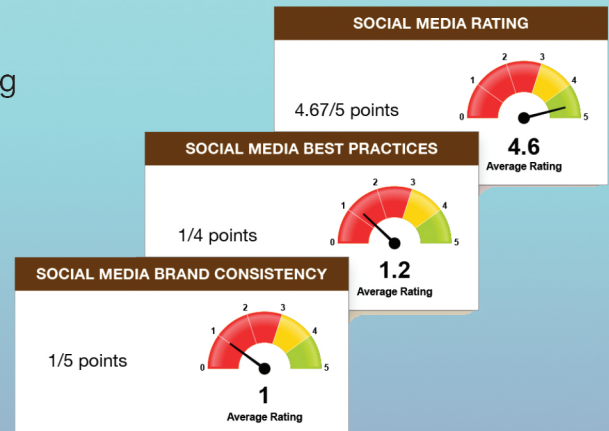 g
SOCIAL MEDIA RATING
4.67/5 points
0 1 2 3 4 5
4.6
Average Rating
SOCIAL MEDIA BEST PRACTICES
1/4 points
0 1 2 3 4 5
1.2
Average Rating
SOCIAL MEDIA BRAND CONSISTENCY
1/5 points
0 1 2 3 4 5
1
Average Rating